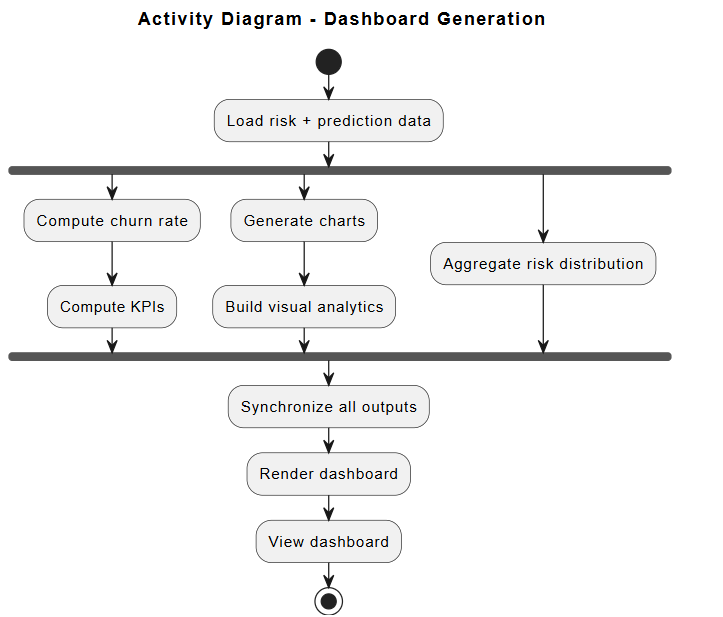 Activity Diagram - Dashboard Generation
Load risk + prediction data
Compute churn rate
Generate charts
Aggregate risk distribution
Compute KPIs
Build visual analytics
Synchronize all outputs
Render dashboard
View dashboard